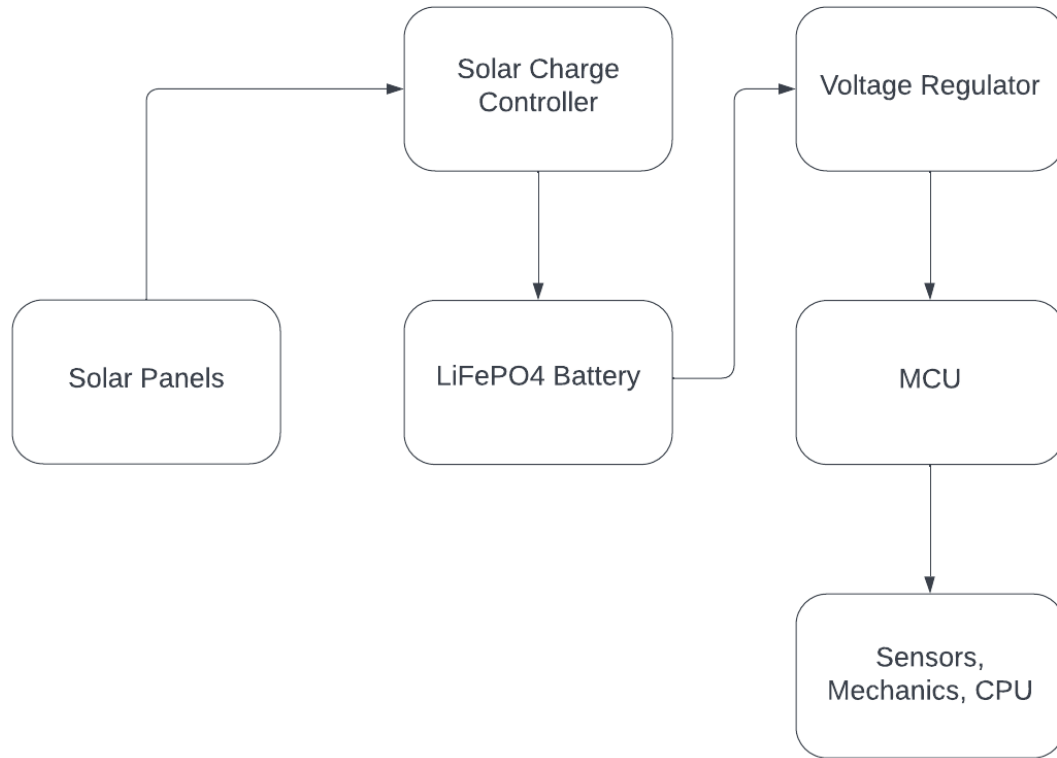 Solar Charge
Controller
Voltage Regulator
Solar Panels
LiFePO4 Battery
MCU
Sensors,
Mechanics, CPU